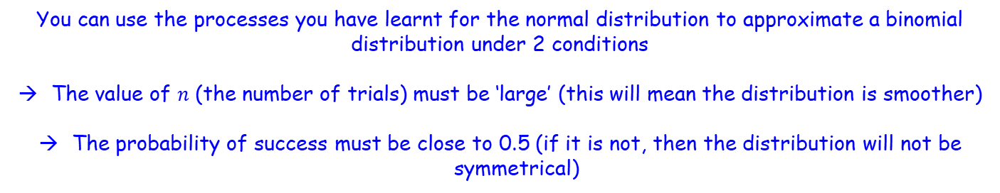 You can use the processes you have learnt for the normal distribution to approximate a binomial
distribution under 2 conditions
→ The value of n (the number of trials) must be ‘large’ (this will mean the distribution is smoother)
→ The probability of success must be close to 0.5 (if it is not, then the distribution will not be
symmetrical)